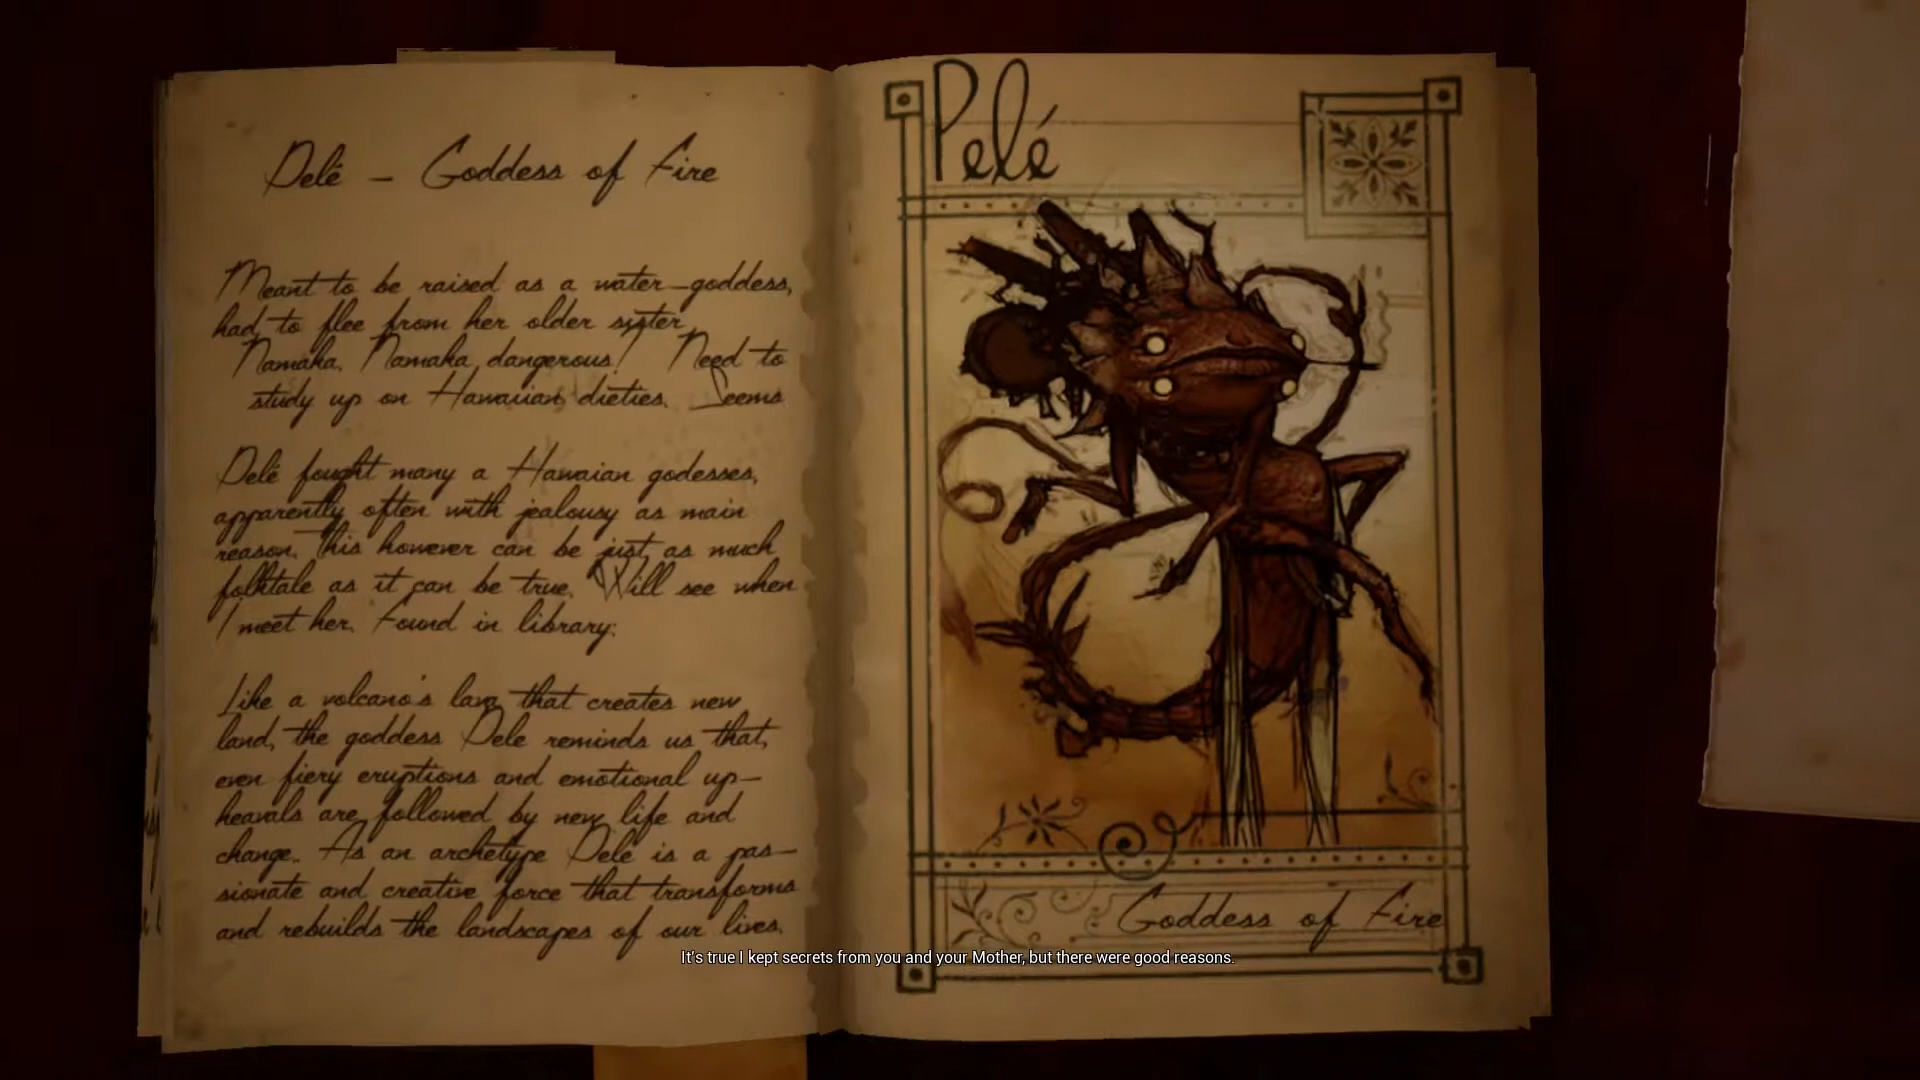 Pelé – Goddess of Fire
Meant to be raised as a water-goddess,
had to flee from her older sister
Namaka. Namaka dangerous! Need to
study up on Hawaiian dieties. Seems
Pelé fought many a Hawaian godesses,
apparently often with jealousy as main
reason. This however can be just as much
folktale as it can be true. Will see when
I meet her. Found in library:
Like a volcano's lava that creates new
land, the goddess Pele reminds us that,
even fiery eruptions and emotional up-
heavals are followed by new life and
change.. As an archetype Pele is a pas-
sionate and creative force that transforms
and rebuilds the landscapes of our lives.
Pelé
Goddess of Fire
It's true I kept secrets from you and your Mother, but there were good reasons.